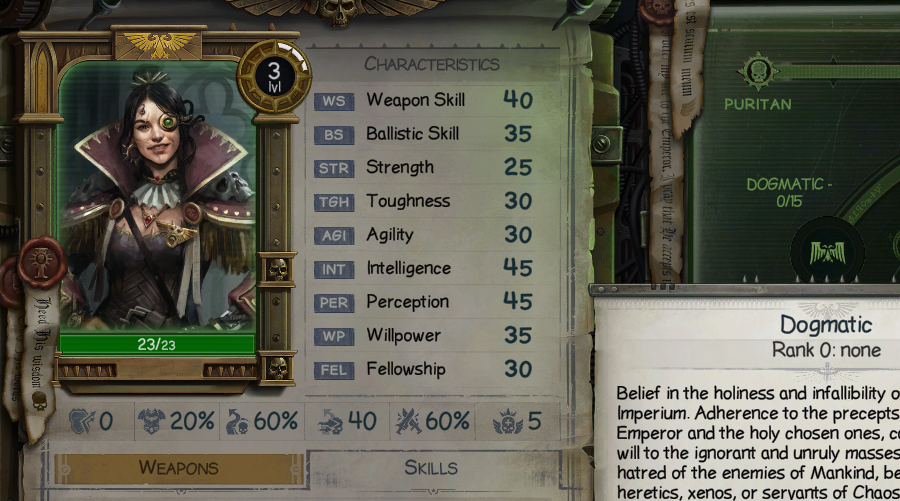 3
lvl
CHARACTERISTICS
WS Weapon Skill 40
BS Ballistic Skill 35
STR Strength 25
TGH Toughness 30
AGI Agility 30
INT Intelligence 45
PER Perception 45
WP Willpower 35
FEL Fellowship 30
23/23
0 20% 60% 40 60% 5
WEAPONS
SKILLS
PURITAN
DOGMATIC -
0/15
Dogmatic
Rank 0: none
Belief in the holiness and infallibility o
Imperium. Adherence to the precepts
Emperor and the holy chosen ones, co
will to the ignorant and unruly masses
hatred of the enemies of Mankind, be
heretics, xenos, or servants of Chaos